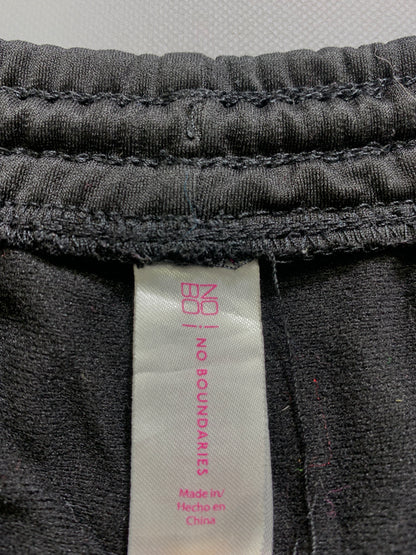 NO
BO
NO BOUNDARIES
Made in/
Hecho en
China